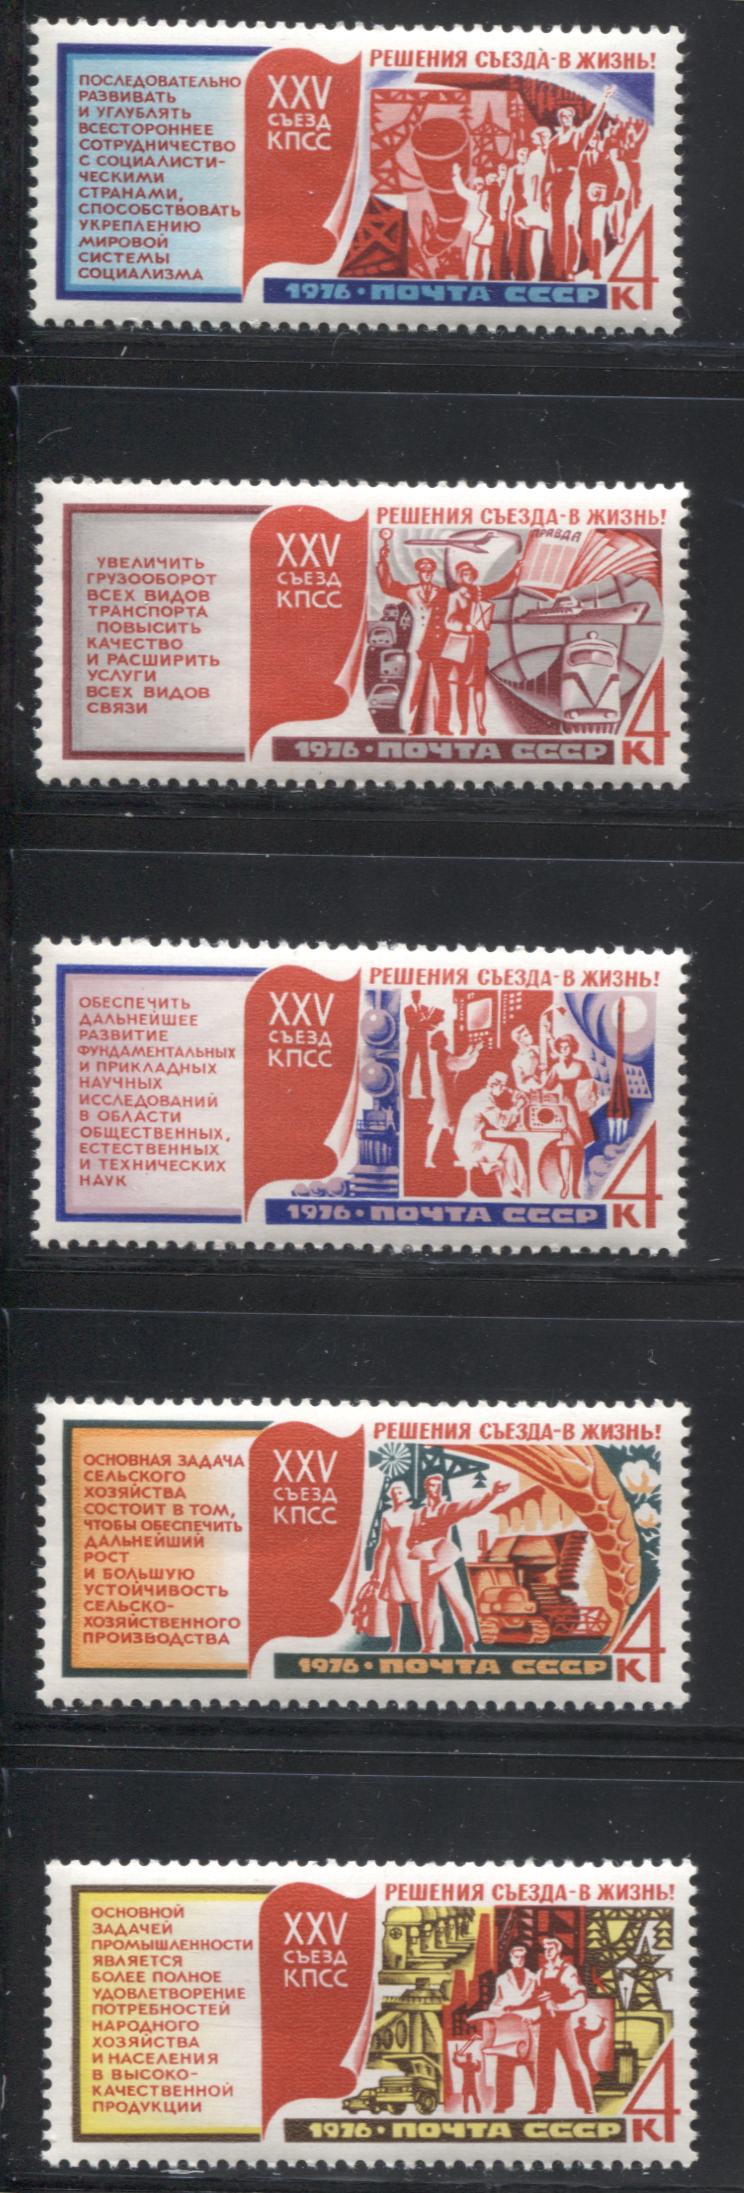 РЕШЕНИЯ СЪЕЗДА-В ЖИЗНЬ!
ПОСЛЕДОВАТЕЛЬНО
РАЗВИВАТЬ
И УГЛУБЛЯТЬ
ВСЕСТОРОННЕЕ
СОТРУДНИЧЕСТВО
С СОЦИАЛИСТИ-
ЧЕСКИМИ
СТРАНАМИ,
СПОСОБСТВОВАТЬ
УКРЕПЛЕНИЮ
МИРОВОЙ
СИСТЕМЫ
СОЦИАЛИЗМА
XXV
СЪЕЗД
КПСС
1976·ПОЧТА СССР
4
К
РЕШЕНИЯ СЪЕЗДА-В ЖИЗНЬ!
УВЕЛИЧИТЬ
ГРУЗООБОРОТ
ВСЕХ ВИДОВ
ТРАНСПОРТА
ПОВЫСИТЬ
КАЧЕСТВО
И РАСШИРИТЬ
УСЛУГИ
ВСЕХ ВИДОВ
СВЯЗИ
XXV
СЪЕЗД
КПСС
ПРАВДА
1976·ПОЧТА СССР
4
К
РЕШЕНИЯ СЪЕЗДА-В ЖИЗНЬ!
ОБЕСПЕЧИТЬ
ДАЛЬНЕЙШЕЕ
РАЗВИТИЕ
ФУНДАМЕНТАЛЬНЫХ
И ПРИКЛАДНЫХ
НАУЧНЫХ
ИССЛЕДОВАНИЙ
В ОБЛАСТИ
ОБЩЕСТВЕННЫХ,
ЕСТЕСТВЕННЫХ
И ТЕХНИЧЕСКИХ
НАУК
XXV
СЪЕЗД
КПСС
1976·ПОЧТА СССР
4
К
РЕШЕНИЯ СЪЕЗДА-В ЖИЗНЬ!
ОСНОВНАЯ ЗАДАЧА
СЕЛЬСКОГО
ХОЗЯЙСТВА
СОСТОИТ В ТОМ,
ЧТОБЫ ОБЕСПЕЧИТЬ
ДАЛЬНЕЙШИЙ
РОСТ
И БОЛЬШУЮ
УСТОЙЧИВОСТЬ
СЕЛЬСКО-
ХОЗЯЙСТВЕННОГО
ПРОИЗВОДСТВА
XXV
СЪЕЗД
КПСС
1976·ПОЧТА СССР
4
К
РЕШЕНИЯ СЪЕЗДА-В ЖИЗНЬ!
ОСНОВНОЙ
ЗАДАЧЕЙ
ПРОМЫШЛЕННОСТИ
ЯВЛЯЕТСЯ
БОЛЕЕ ПОЛНОЕ
УДОВЛЕТВОРЕНИЕ
ПОТРЕБНОСТЕЙ
НАРОДНОГО
ХОЗЯЙСТВА
И НАСЕЛЕНИЯ
В ВЫСОКО-
КАЧЕСТВЕННОЙ
ПРОДУКЦИИ
XXV
СЪЕЗД
КПСС
1976·ПОЧТА СССР
4
К